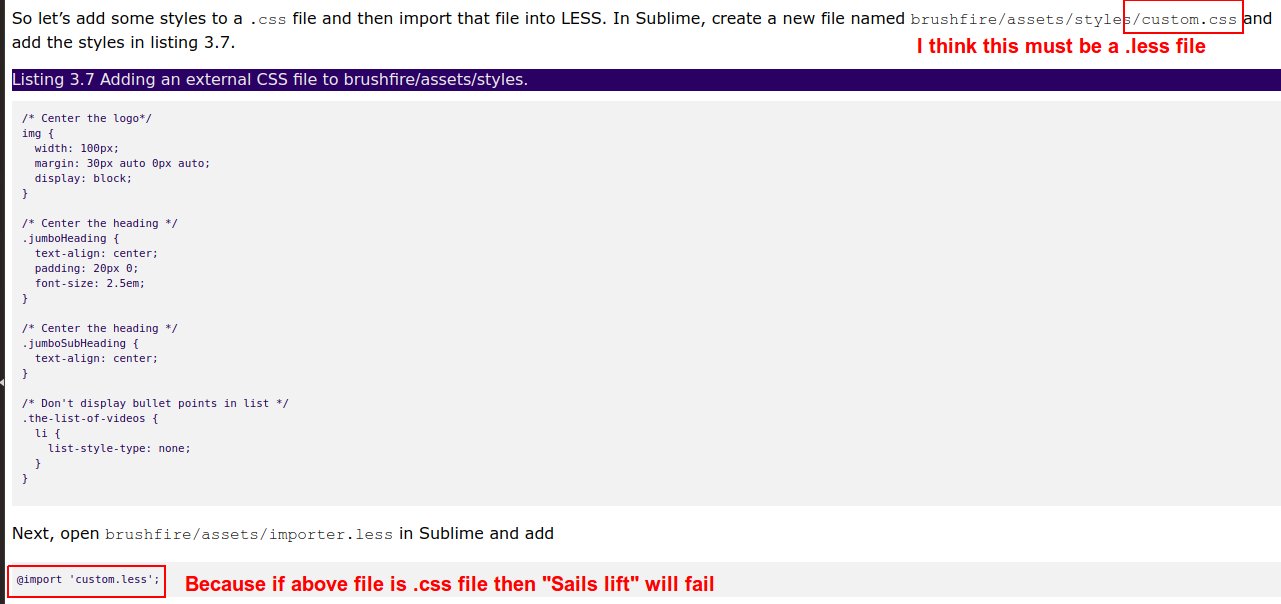 So let’s add some styles to a .css file and then import that file into LESS. In Sublime, create a new file named brushfire/assets/styles/custom.css and
add the styles in listing 3.7.
I think this must be a .less file
Listing 3.7 Adding an external CSS file to brushfire/assets/styles.
/* Center the logo*/
img {
  width: 100px;
  margin: 30px auto 0px auto;
  display: block;
}
/* Center the heading */
.jumboHeading {
  text-align: center;
  padding: 20px 0;
  font-size: 2.5em;
}
/* Center the heading */
.jumboSubHeading {
  text-align: center;
}
/* Don't display bullet points in list */
.the-list-of-videos {
  li {
    list-style-type: none;
  }
}
Next, open brushfire/assets/importer.less in Sublime and add
@import 'custom.less';
Because if above file is .css file then "Sails lift" will fail